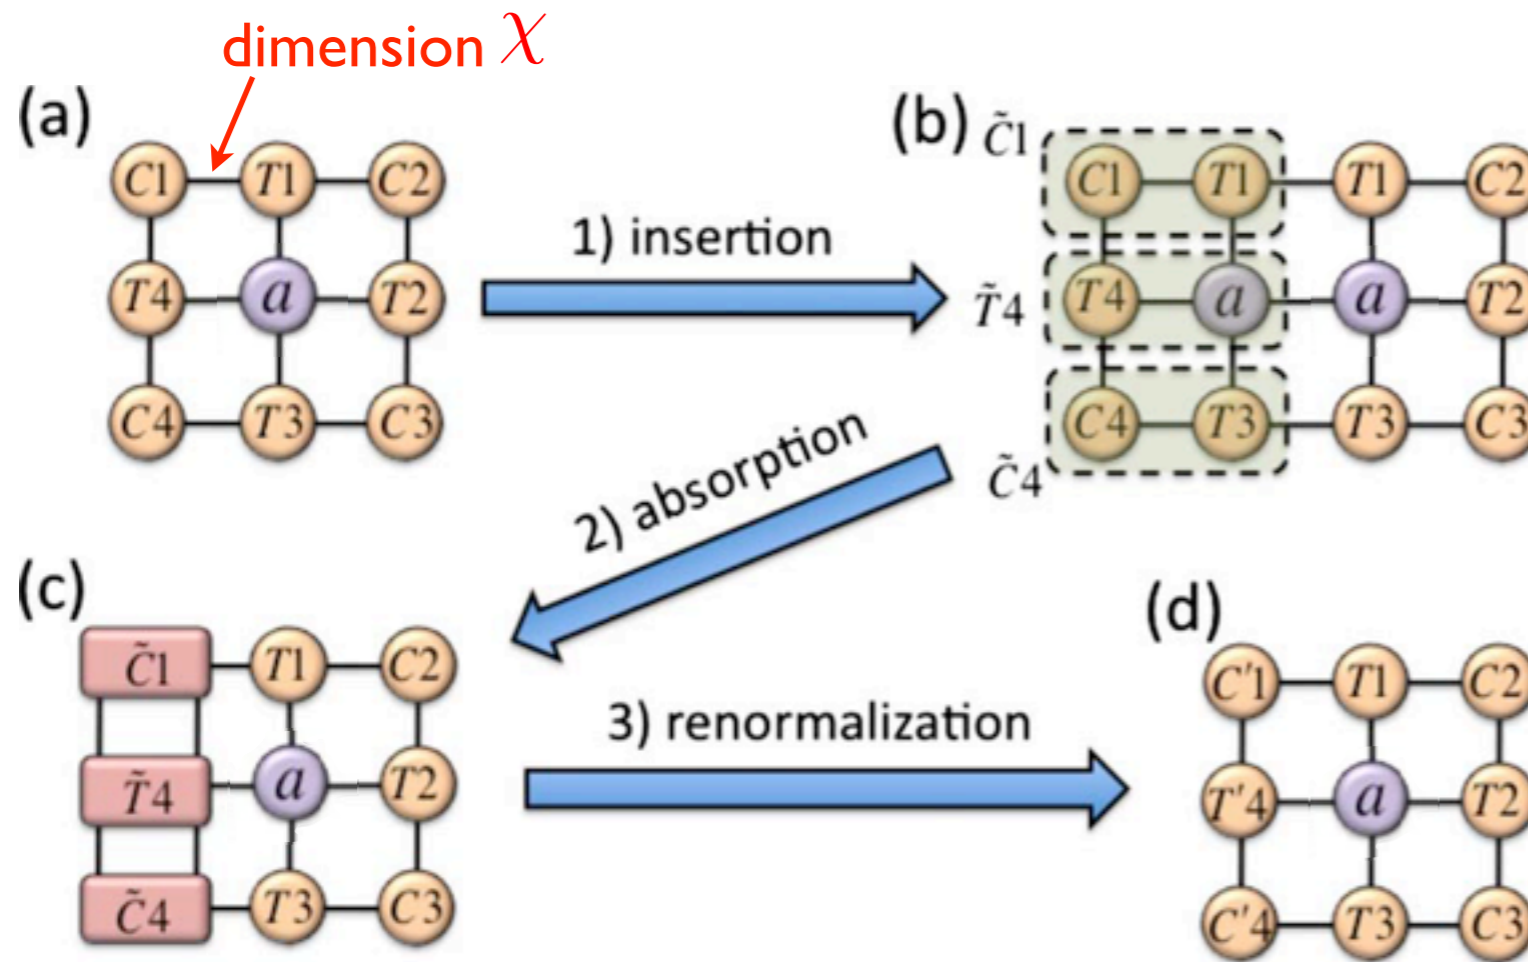 dimension χ
(a)
C1 T1 C2
T4 a T2
C4 T3 C3
1) insertion
(b)
C̃1
C1 T1 T1 C2
T̃4
T4 a a T2
C4 T3 T3 C3
C̃4
2) absorption
(c)
C̃1 T1 C2
T̃4 a T2
C̃4 T3 C3
3) renormalization
(d)
C'1 T1 C2
T'4 a T2
C'4 T3 C3